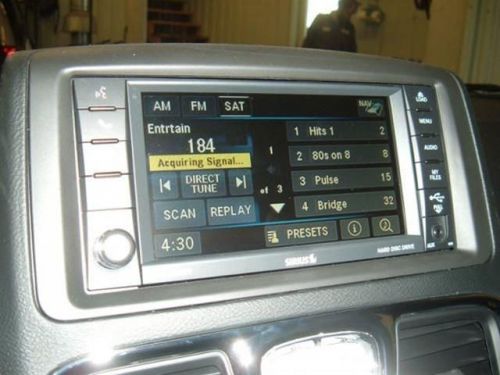 AM FM SAT
NAV
LOAD
MENU
AUDIO
MY
FILES
Entrtain
184
Acquiring Signal...
DIRECT
TUNE
SCAN REPLAY
4:30
1
of 3
1 Hits 1 2
2 80s on 8 8
3 Pulse 15
4 Bridge 32
PRESETS
i
SIRIUS
HARD DISC DRIVE
AUX